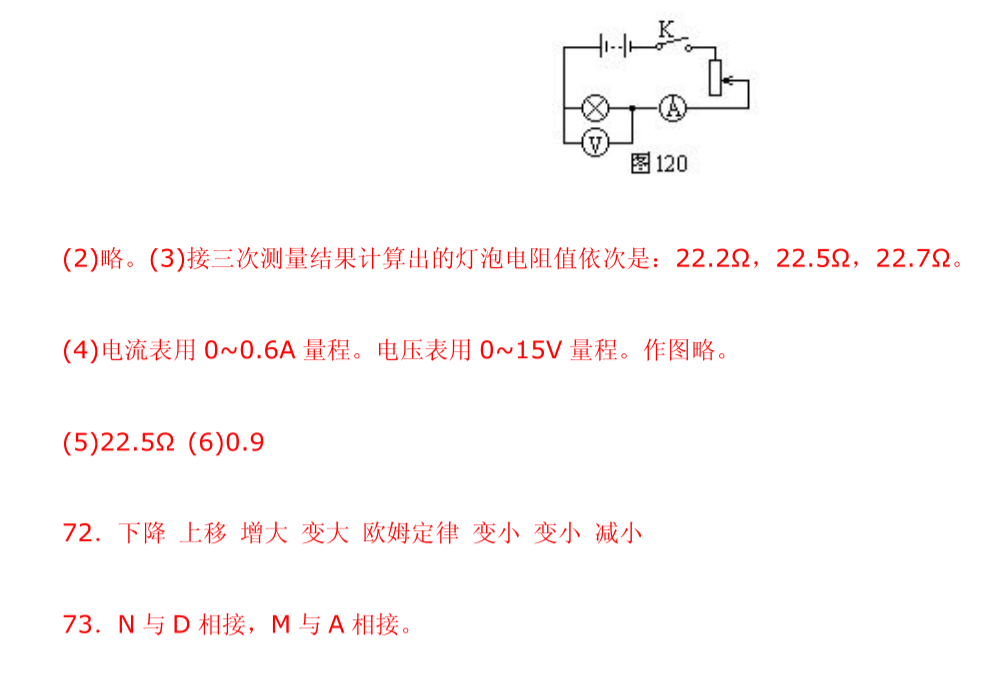 K
A
V
图120
(2)略。(3)接三次测量结果计算出的灯泡电阻值依次是：22.2Ω，22.5Ω，22.7Ω。
(4)电流表用 0~0.6A 量程。电压表用 0~15V 量程。作图略。
(5)22.5Ω (6)0.9
72．下降 上移 增大 变大 欧姆定律 变小 变小 减小
73．N 与 D 相接，M 与 A 相接。